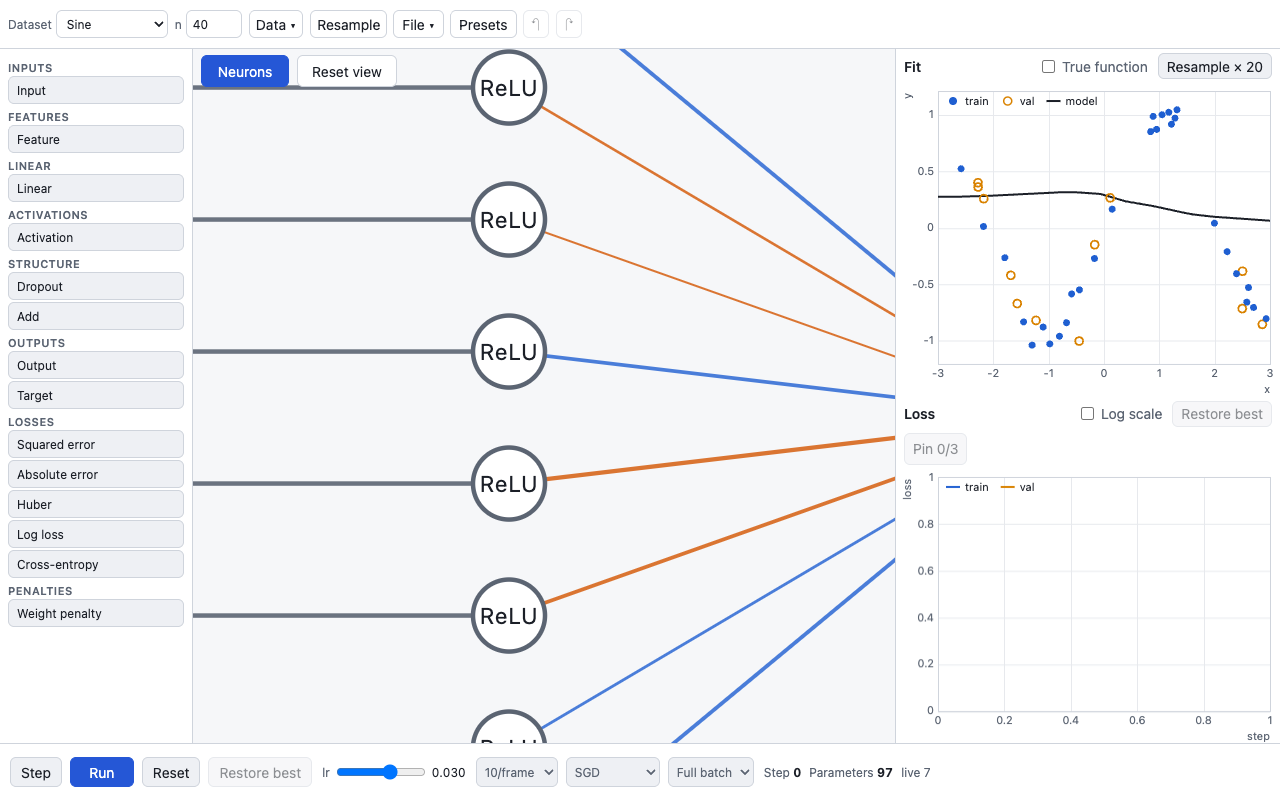 Dataset Sine n 40 Data ▾ Resample File ▾ Presets
INPUTS
Input
FEATURES
Feature
LINEAR
Linear
ACTIVATIONS
Activation
STRUCTURE
Dropout
Add
OUTPUTS
Output
Target
LOSSES
Squared error
Absolute error
Huber
Log loss
Cross-entropy
PENALTIES
Weight penalty
Neurons Reset view
ReLU
ReLU
ReLU
ReLU
ReLU
ReLU
Fit True function Resample × 20
y
train val model
1
0.5
0
-0.5
-1
-3 -2 -1 0 1 2 3
x
Loss Log scale Restore best
Pin 0/3
loss
train val
1
0.8
0.6
0.4
0.2
0
0 0.2 0.4 0.6 0.8 1
step
Step Run Reset Restore best lr 0.030 10/frame SGD Full batch Step 0 Parameters 97 live 7